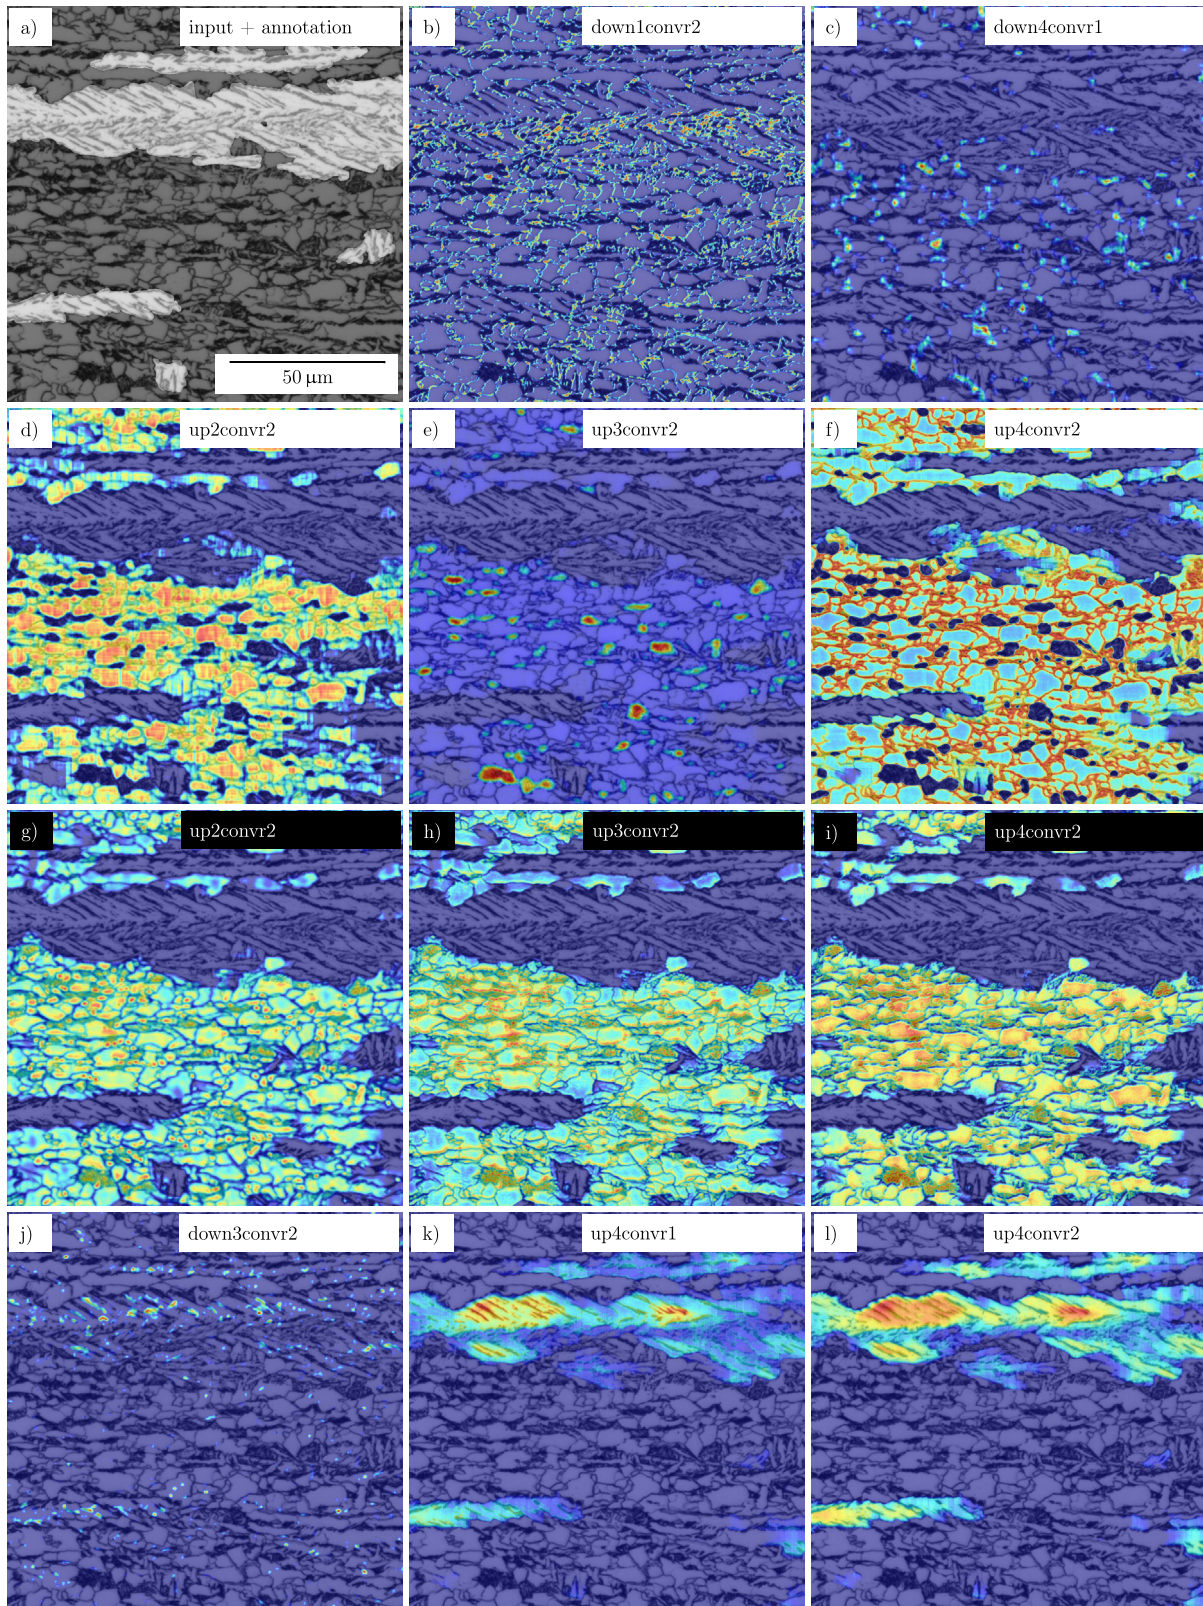 a) input + annotation
b) down1convr2
c) down4convr1
50 µm
d) up2convr2
e) up3convr2
f) up4convr2
g) up2convr2
h) up3convr2
i) up4convr2
j) down3convr2
k) up4convr1
l) up4convr2